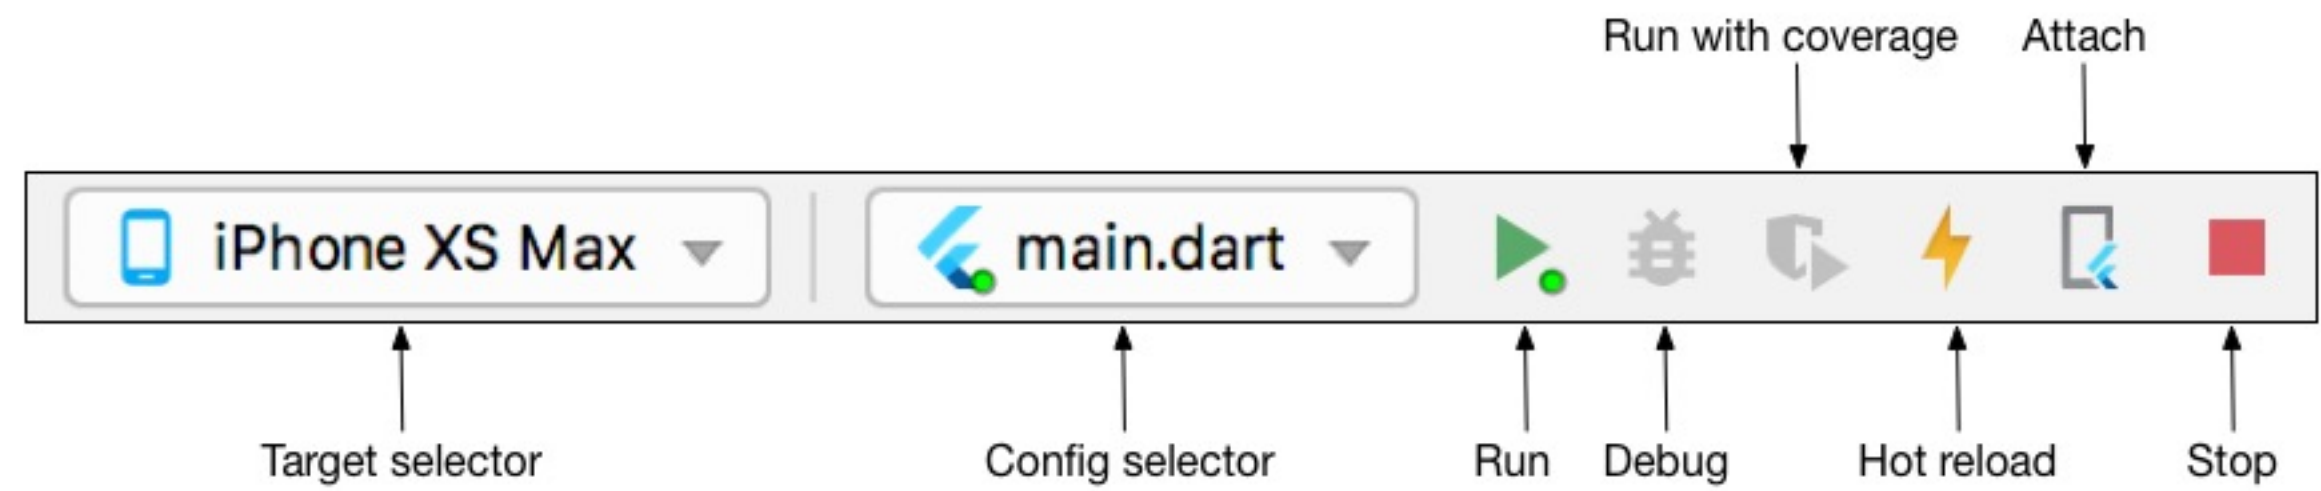 Run with coverage Attach
iPhone XS Max main.dart
Target selector Config selector Run Debug Hot reload Stop